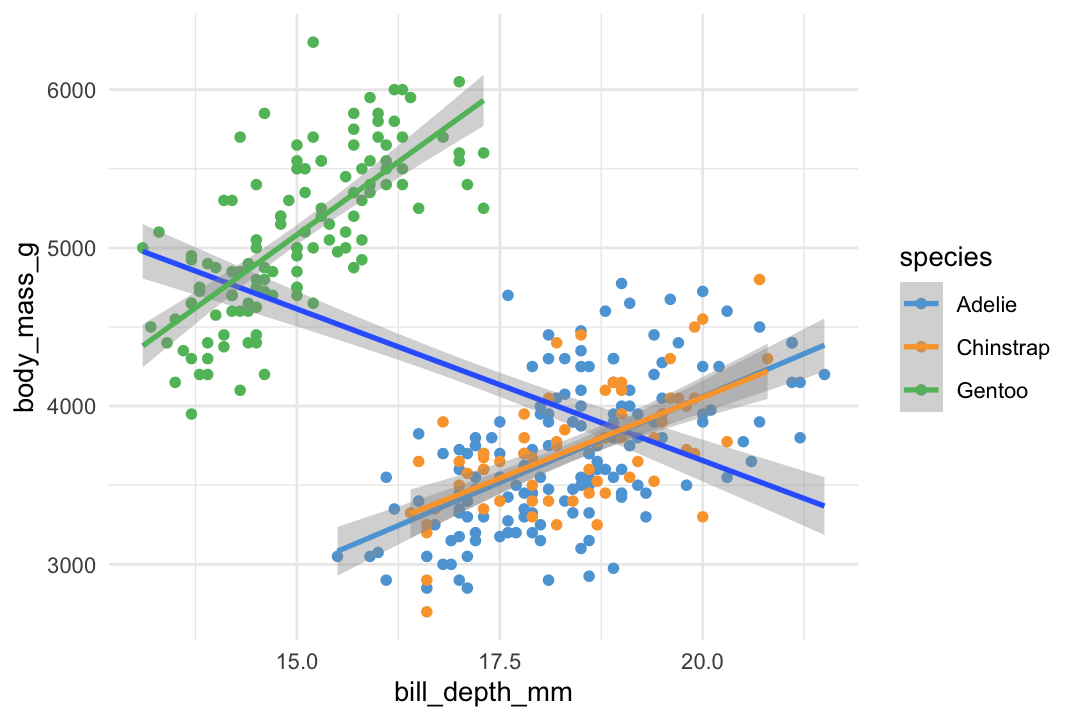 6000
5000
4000
3000
body_mass_g
15.0 17.5 20.0
bill_depth_mm
species
Adelie
Chinstrap
Gentoo